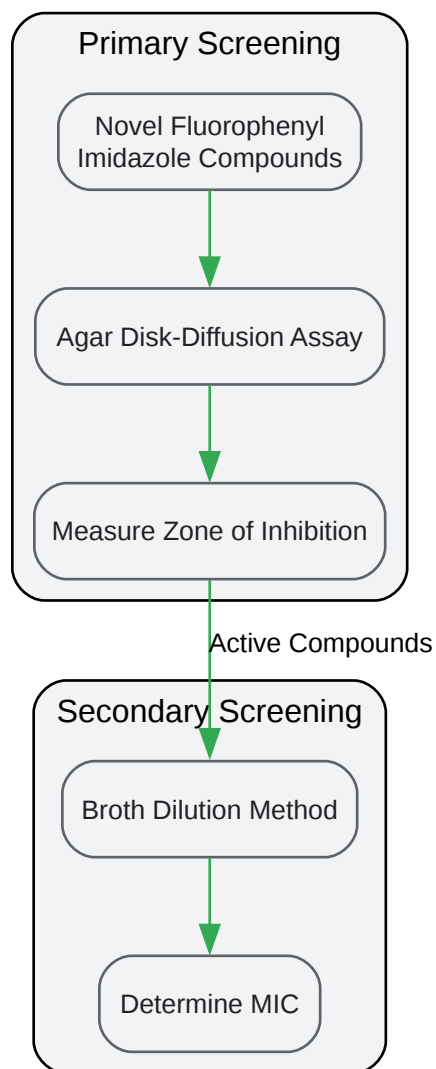 Primary Screening
Novel Fluorophenyl
Imidazole Compounds
Agar Disk-Diffusion Assay
Measure Zone of Inhibition
Active Compounds
Secondary Screening
Broth Dilution Method
Determine MIC